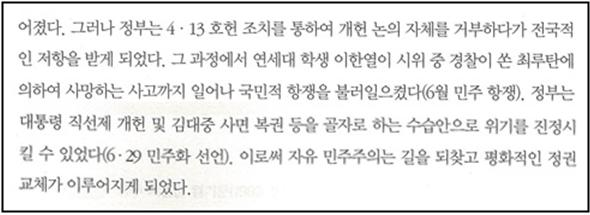 어졌다. 그러나 정부는 4·13 호헌 조치를 통하여 개헌 논의 자체를 거부하다가 전국적
인 저항을 받게 되었다. 그 과정에서 연세대 학생 이한열이 시위 중 경찰이 쏜 최루탄에
의하여 사망하는 사고까지 일어나 국민적 항쟁을 불러일으켰다(6월 민주 항쟁). 정부는
대통령 직선제 개헌 및 김대중 사면 복권 등을 골자로 하는 수습안으로 위기를 진정시
킬 수 있었다(6·29 민주화 선언). 이로써 자유 민주주의는 길을 되찾고 평화적인 정권
교체가 이루어지게 되었다.